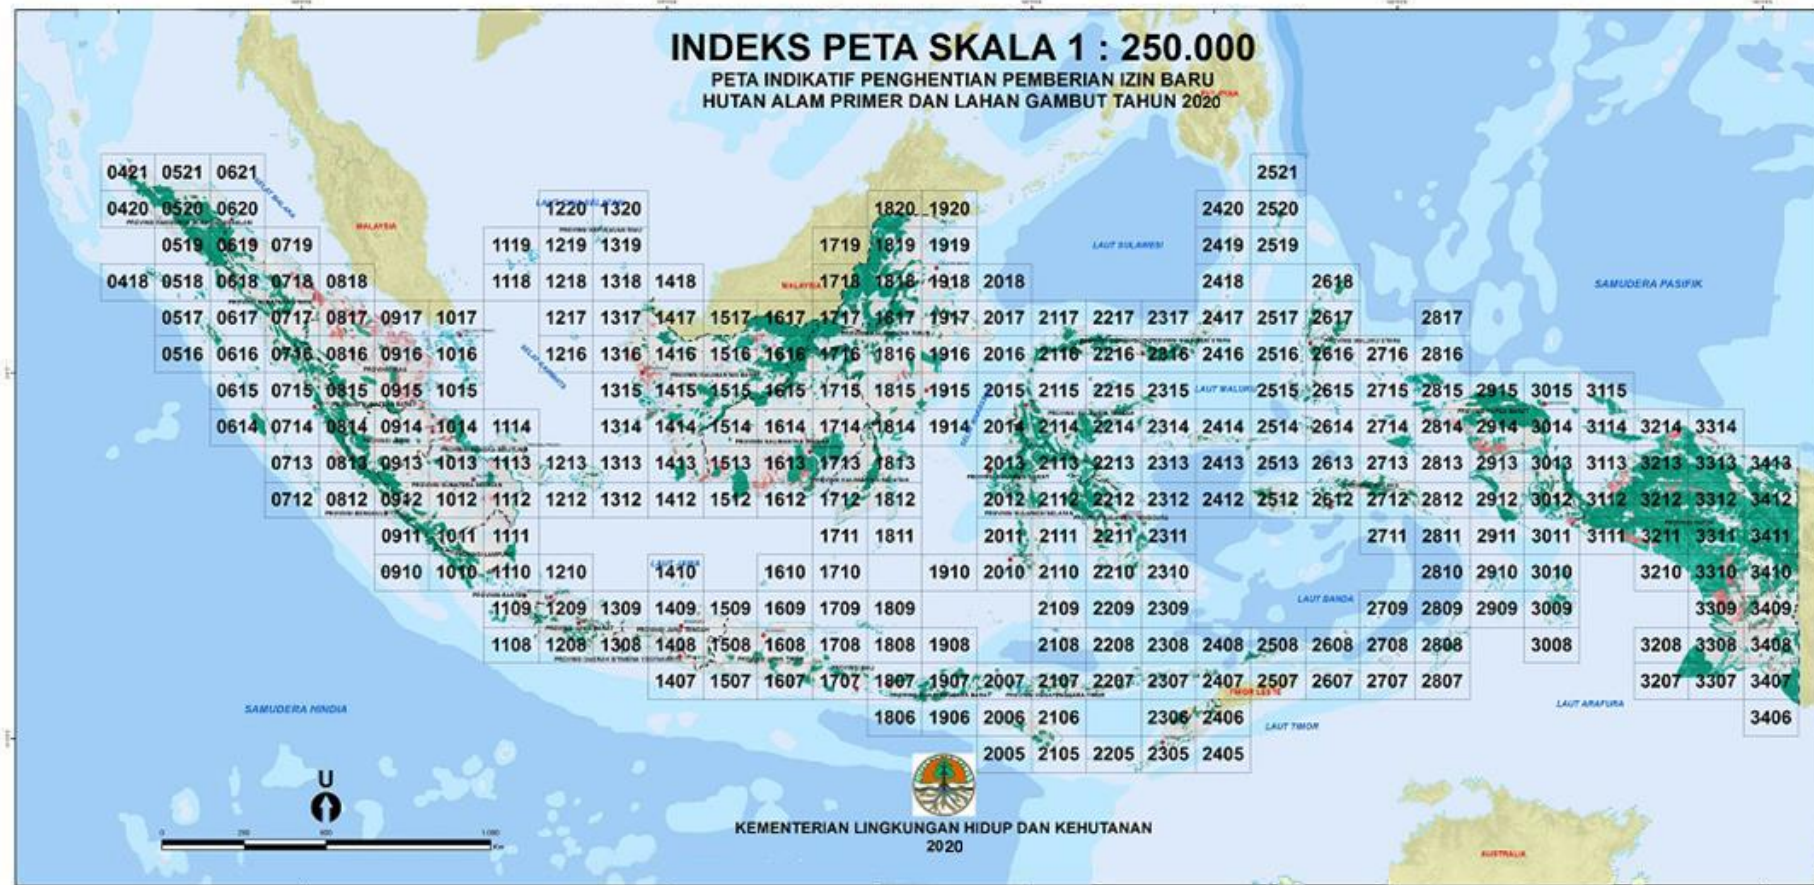 INDEKS PETA SKALA 1 : 250.000
PETA INDIKATIF PENGHENTIAN PEMBERIAN IZIN BARU
HUTAN ALAM PRIMER DAN LAHAN GAMBUT TAHUN 2020
0421 0521 0621 2521
SELAT MALAKA
0420 0520 0620 1220 1320 1820 1920 2420 2520
MALAYSIA
0519 0619 0719 1119 1219 1319 1719 1819 1919 LAUT SULAWESI 2419 2519
0418 0518 0618 0718 0818 1118 1218 1318 1418 MALAYSIA 1718 1818 1918 2018 2418 2618 SAMUDERA PASIFIK
0517 0617 0717 0817 0917 1017 1217 1317 1417 1517 1617 1717 1817 1917 2017 2117 2217 2317 2417 2517 2617 2817
0516 0616 0716 0816 0916 1016 1216 1316 1416 1516 1616 1716 1816 1916 2016 2116 2216 2316 2416 2516 2616 2716 2816
SELAT KARIMATA
0615 0715 0815 0915 1015 1315 1415 1515 1615 1715 1815 1915 2015 2115 2215 2315 LAUT MALUKU 2515 2615 2715 2815 2915 3015 3115
0614 0714 0814 0914 1014 1114 1314 1414 1514 1614 1714 1814 1914 2014 2114 2214 2314 2414 2514 2614 2714 2814 2914 3014 3114 3214 3314
0713 0813 0913 1013 1113 1213 1313 1413 1513 1613 1713 1813 2013 2113 2213 2313 2413 2513 2613 2713 2813 2913 3013 3113 3213 3313 3413
0712 0812 0912 1012 1112 1212 1312 1412 1512 1612 1712 1812 2012 2112 2212 2312 2412 2512 2612 2712 2812 2912 3012 3112 3212 3312 3412
0911 1011 1111 1711 1811 2011 2111 2211 2311 2711 2811 2911 3011 3111 3211 3311 3411
0910 1010 1110 1210 LAUT JAWA 1410 1610 1710 1910 2010 2110 2210 2310 2810 2910 3010 3210 3310 3410
1109 1209 1309 1409 1509 1609 1709 1809 2109 2209 2309 LAUT BANDA 2709 2809 2909 3009 3309 3409
1108 1208 1308 1408 1508 1608 1708 1808 1908 2108 2208 2308 2408 2508 2608 2708 2808 3008 3208 3308 3408
1407 1507 1607 1707 1807 1907 2007 2107 2207 2307 2407 2507 2607 2707 2807 3207 3307 3407
TIMOR LESTE
SAMUDERA HINDIA
LAUT ARAFURA
1806 1906 2006 2106 2306 2406 LAUT TIMOR 3406
2005 2105 2205 2305 2405
U
KEMENTERIAN LINGKUNGAN HIDUP DAN KEHUTANAN
2020
AUSTRALIA